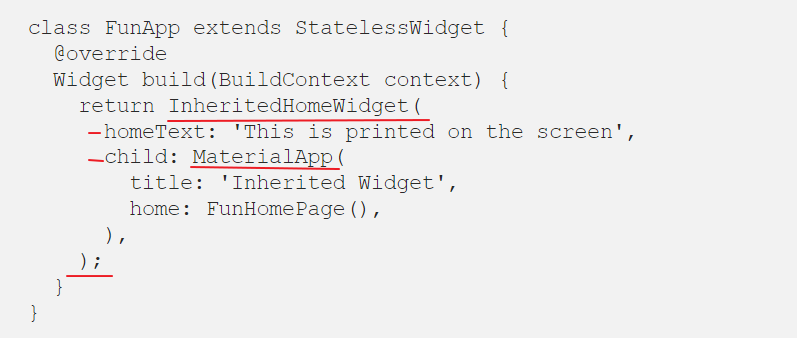 class FunApp extends StatelessWidget {
  @override
  Widget build(BuildContext context) {
    return InheritedHomeWidget(
      homeText: 'This is printed on the screen',
      child: MaterialApp(
        title: 'Inherited Widget',
        home: FunHomePage(),
      ),
    );
  }
}